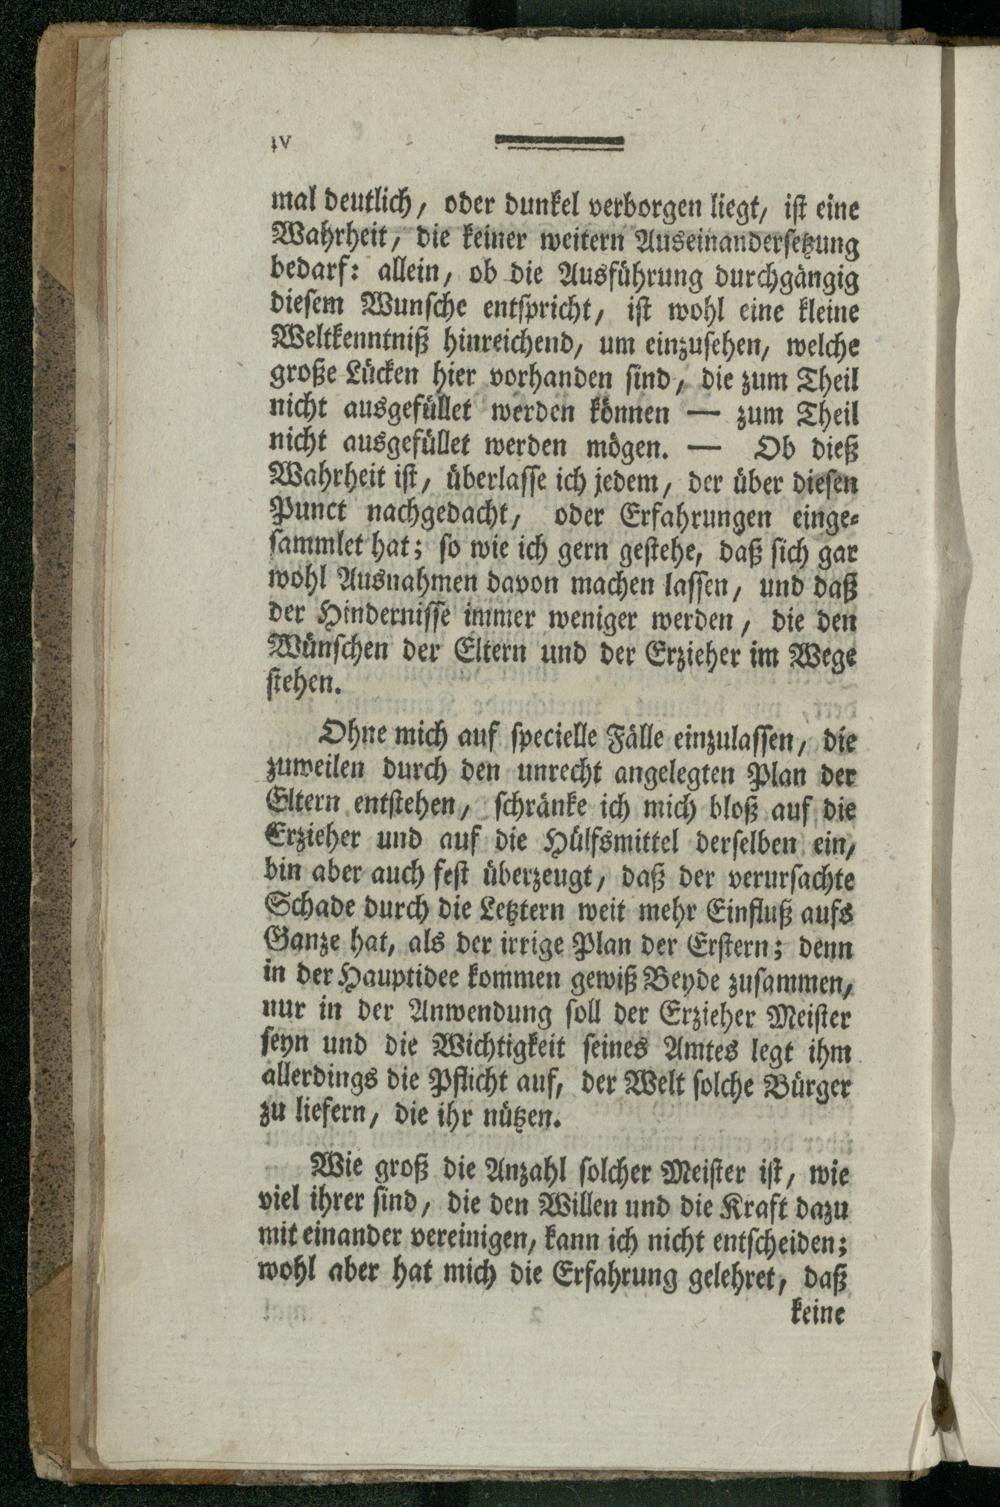 IV
mal deutlich, oder dunkel verborgen liegt, ist eine
Wahrheit, die keiner weitern Auseinandersetzung
bedarf: allein, ob die Ausführung durchgängig
diesem Wunsche entspricht, ist wohl eine kleine
Weltkenntniß hinreichend, um einzusehen, welche
große Lücken hier vorhanden sind, die zum Theil
nicht ausgefüllet werden können — zum Theil
nicht ausgefüllet werden mögen. — Ob dieß
Wahrheit ist, überlasse ich jedem, der über diesen
Punct nachgedacht, oder Erfahrungen einge-
sammlet hat; so wie ich gern gestehe, daß sich gar
wohl Ausnahmen davon machen lassen, und daß
der Hindernisse immer weniger werden, die den
Wünschen der Eltern und der Erzieher im Wege
stehen.
Ohne mich auf specielle Fälle einzulassen, die
zuweilen durch den unrecht angelegten Plan der
Eltern entstehen, schränke ich mich bloß auf die
Erzieher und auf die Hülfsmittel derselben ein,
bin aber auch fest überzeugt, daß der verursachte
Schade durch die Letztern weit mehr Einfluß aufs
Ganze hat, als der irrige Plan der Erstern; denn
in der Hauptidee kommen gewiß Beyde zusammen,
nur in der Anwendung soll der Erzieher Meister
seyn und die Wichtigkeit seines Amtes legt ihm
allerdings die Pflicht auf, der Welt solche Bürger
zu liefern, die ihr nützen.
Wie groß die Anzahl solcher Meister ist, wie
viel ihrer sind, die den Willen und die Kraft dazu
mit einander vereinigen, kann ich nicht entscheiden;
wohl aber hat mich die Erfahrung gelehret, daß
keine